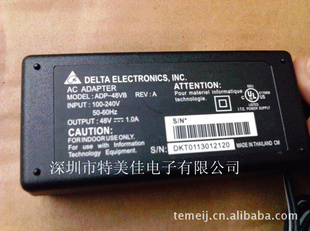 DELTA ELECTRONICS, INC.
AC ADAPTER
MODEL: ADP-48VB REV : A
INPUT : 100-240V
50-60Hz
OUTPUT : 48V 1.0A
CAUTION:
FOR INDOOR USE ONLY.
For use with Information
Technology Equipment.
ATTENTION:
Pour matériel informatique
S/N*
S/N:
DKT0113012120
MADE IN THAILAND OM
深圳市特美佳电子有限公司
temeij.cn.alibaba.com